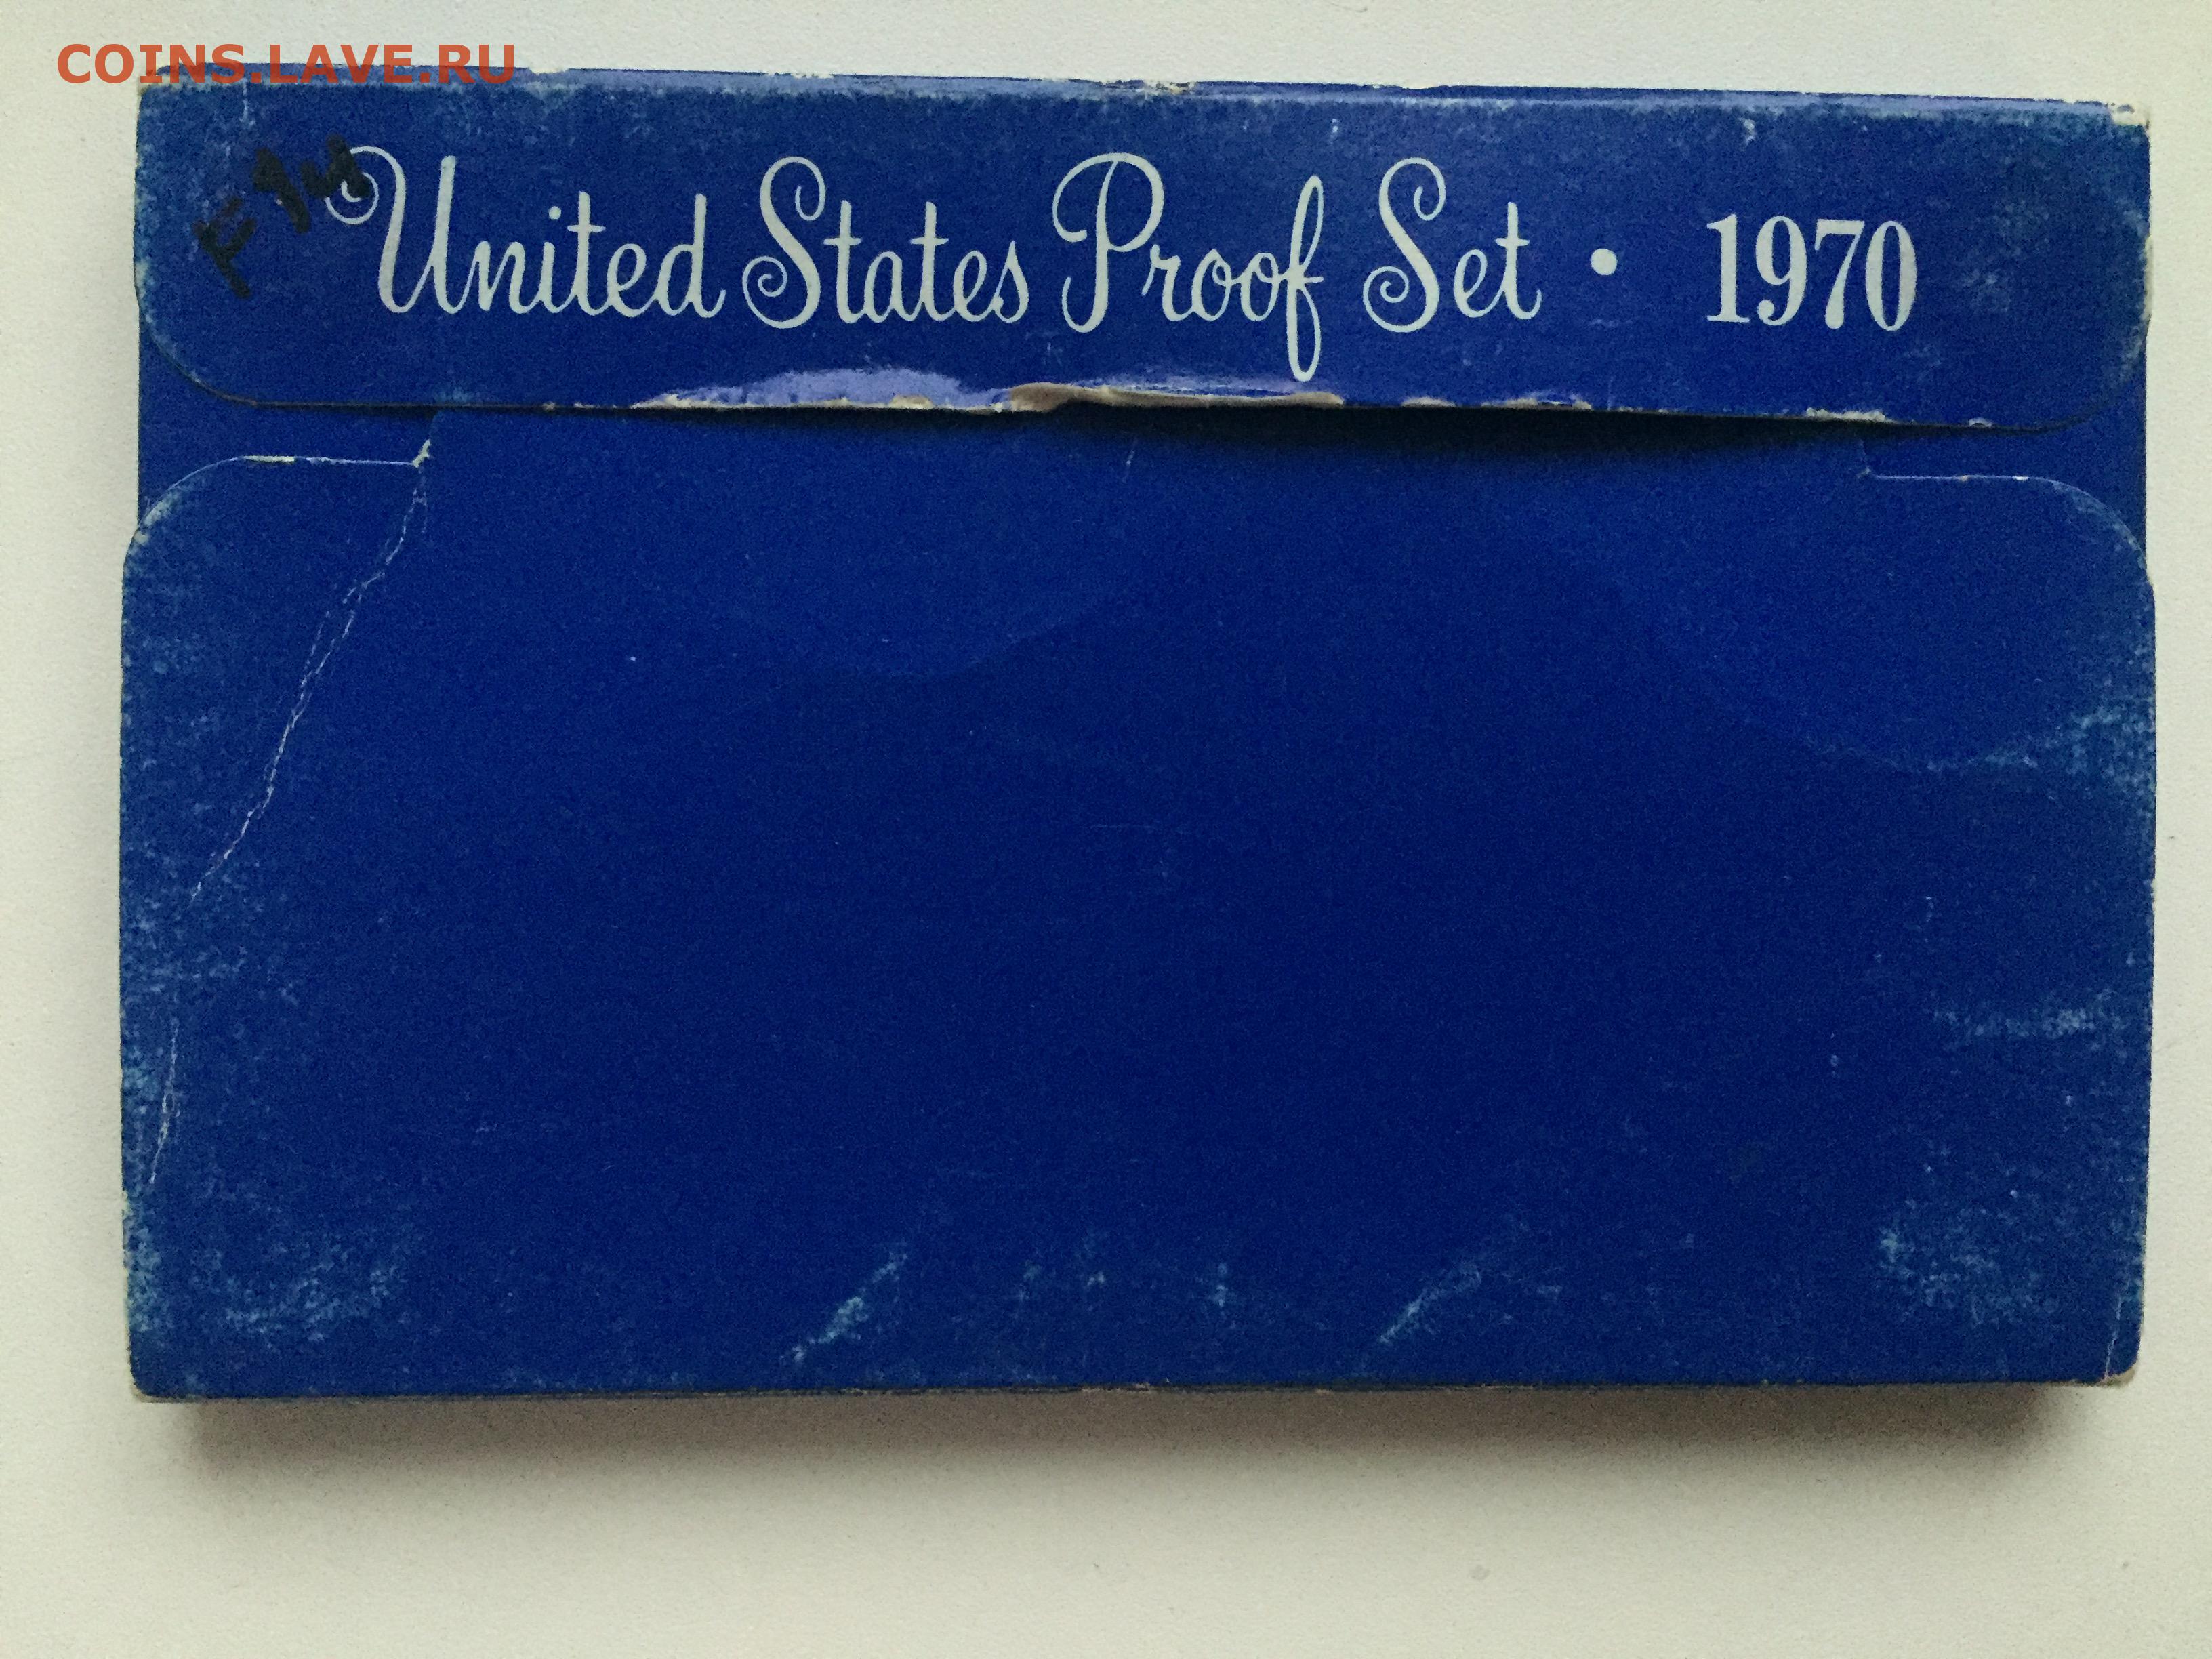 COINS.LAVE.RU
United States Proof Set • 1970